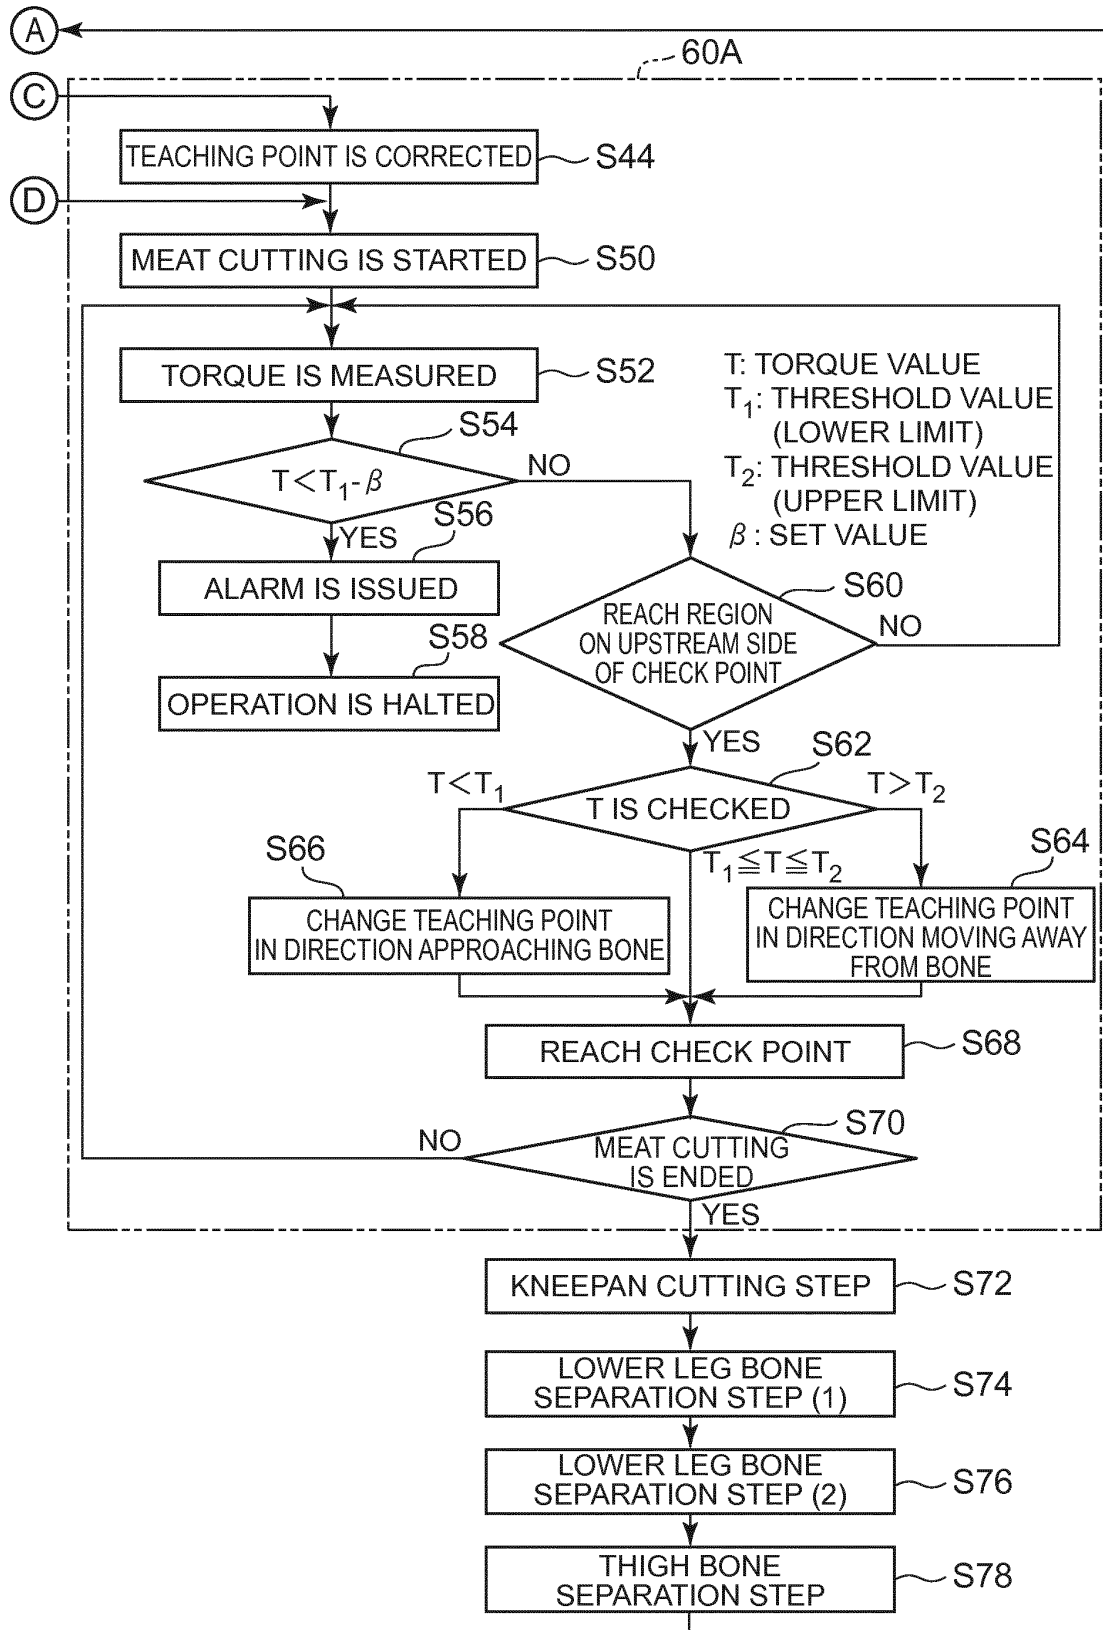 A
60A
C
TEACHING POINT IS CORRECTED
S44
D
MEAT CUTTING IS STARTED
S50
TORQUE IS MEASURED
S52
T: TORQUE VALUE
T1: THRESHOLD VALUE
(LOWER LIMIT)
T2: THRESHOLD VALUE
(UPPER LIMIT)
β: SET VALUE
S54
T<T1-β
NO
YES
S56
ALARM IS ISSUED
S58
OPERATION IS HALTED
S60
REACH REGION
ON UPSTREAM SIDE
OF CHECK POINT
NO
YES
S62
T IS CHECKED
T<T1
T>T2
T1≦T≦T2
S66
CHANGE TEACHING POINT
IN DIRECTION APPROACHING BONE
S64
CHANGE TEACHING POINT
IN DIRECTION MOVING AWAY
FROM BONE
REACH CHECK POINT
S68
S70
MEAT CUTTING
IS ENDED
NO
YES
KNEEPAN CUTTING STEP
S72
LOWER LEG BONE
SEPARATION STEP (1)
S74
LOWER LEG BONE
SEPARATION STEP (2)
S76
THIGH BONE
SEPARATION STEP
S78